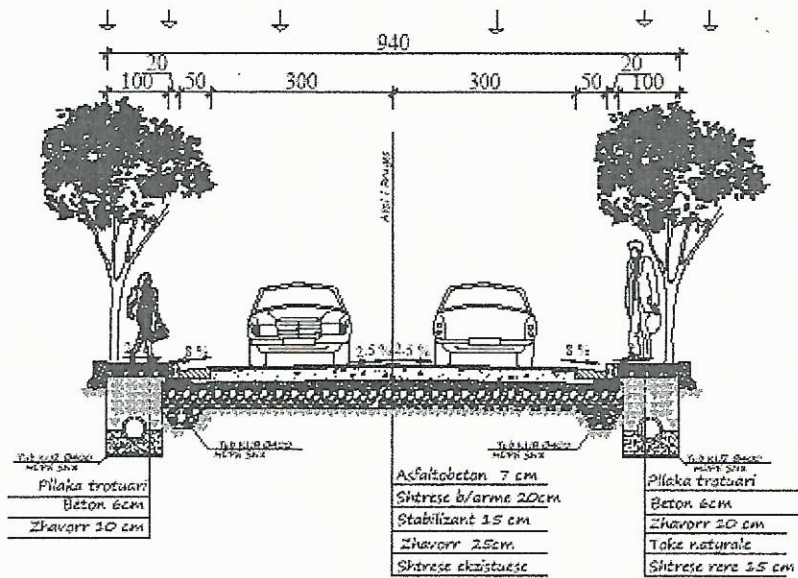 940
20 20
100 50 300 300 50 100
Aksi i Rruges
8 % 2.5 % 2.5 % 8 %
Pllaka trotuari
Beton 6cm
Zhavorr 10 cm
Asfaltobeton 7 cm
Shtrese b/arme 20cm
Stabilizant 15 cm
Zhavorr 25cm
Shtrese ekzistuese
Pllaka trotuari
Beton 6cm
Zhavorr 10 cm
Toke natyrale
Shtrese rere 15 cm